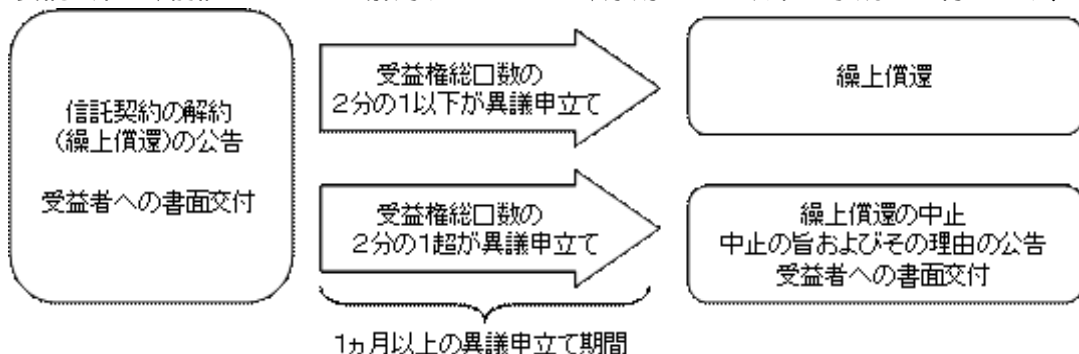 信託契約の解約
(繰上償還)の公告
受益者への書面交付
受益権総口数の
2分の1以下が異議申立て
繰上償還
受益権総口数の
2分の1超が異議申立て
繰上償還の中止
中止の旨およびその理由の公告
受益者への書面交付
1ヵ月以上の異議申立て期間